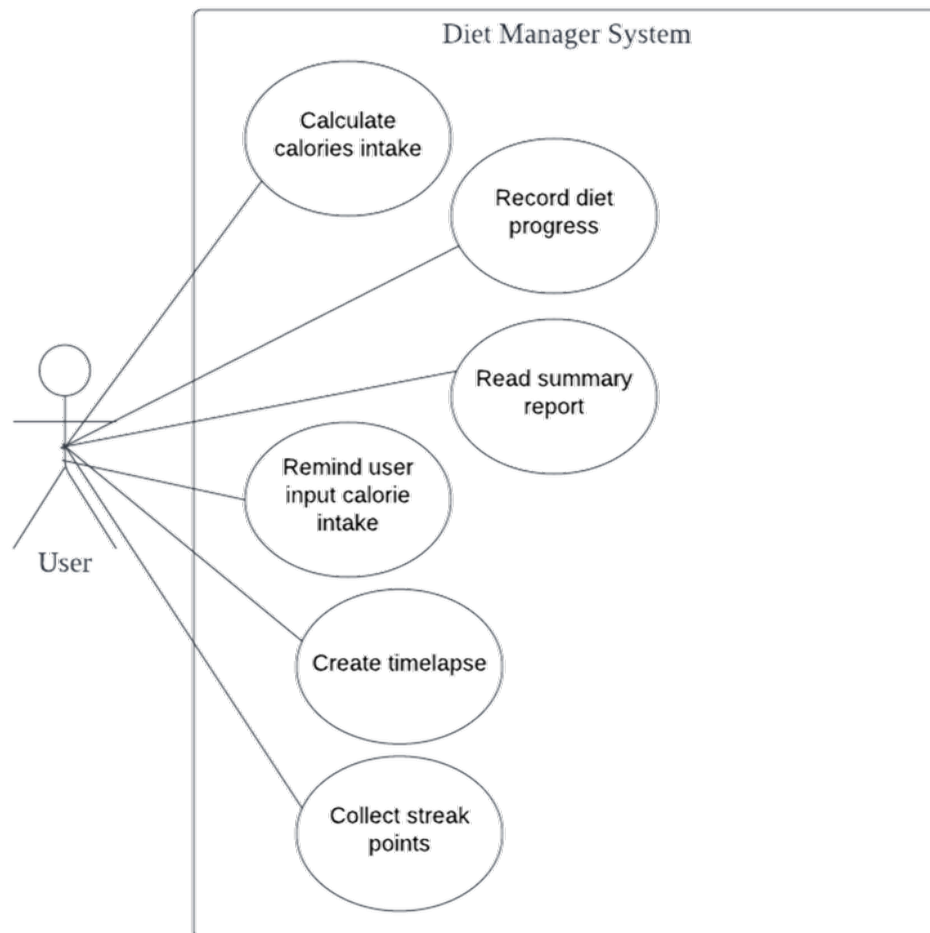 Diet Manager System
Calculate
calories intake
Record diet
progress
Read summary
report
Remind user
input calorie
intake
User
Create timelapse
Collect streak
points